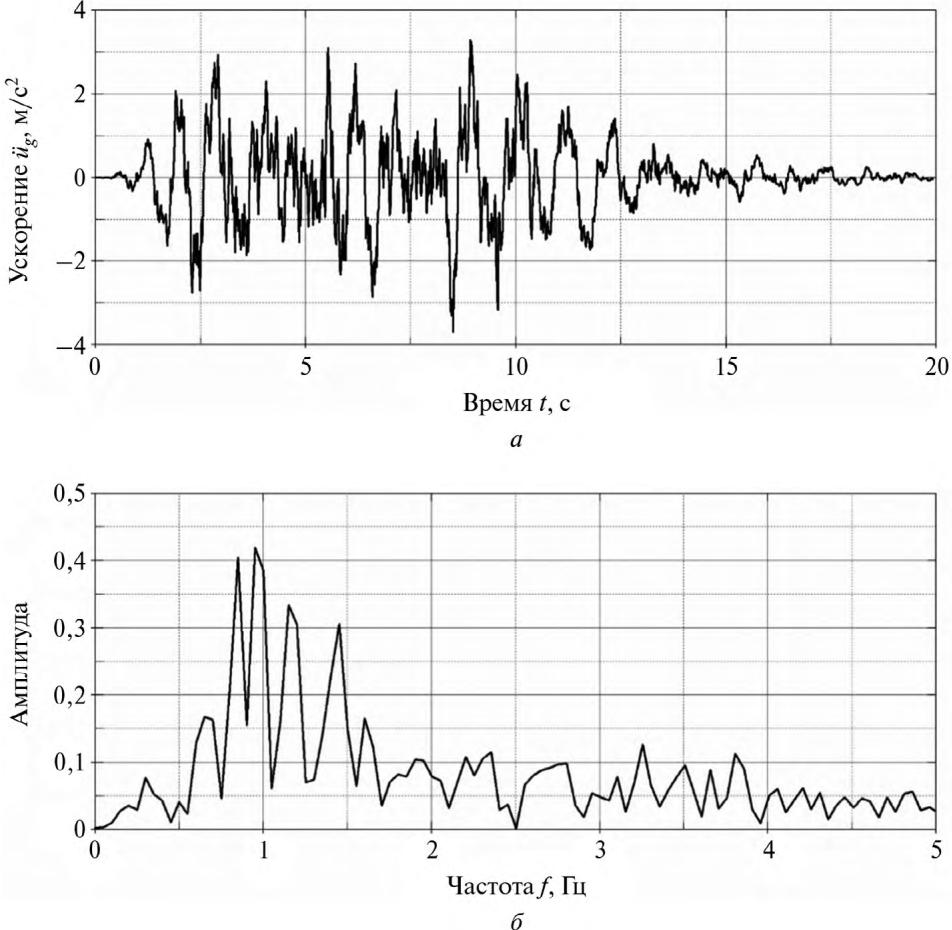 4
2
0
−2
−4
Ускорение ü_g, м/с²
0 5 10 15 20
Время t, с
а
0,5
0,4
0,3
0,2
0,1
0
Амплитуда
0 1 2 3 4 5
Частота f, Гц
б